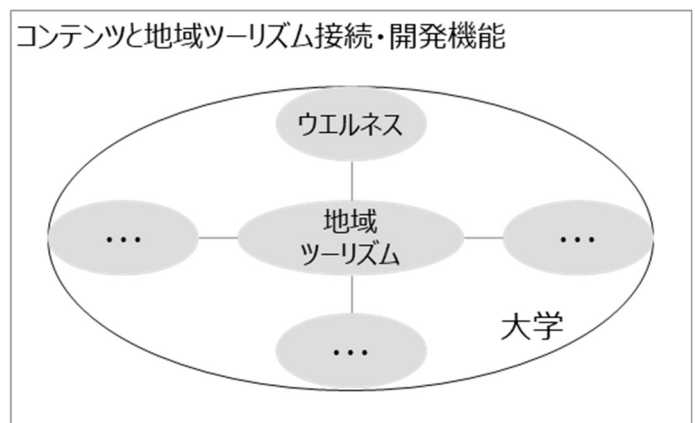 コンテンツと地域ツーリズム接続・開発機能
ウエルネス
…
地域
ツーリズム
…
…
大学